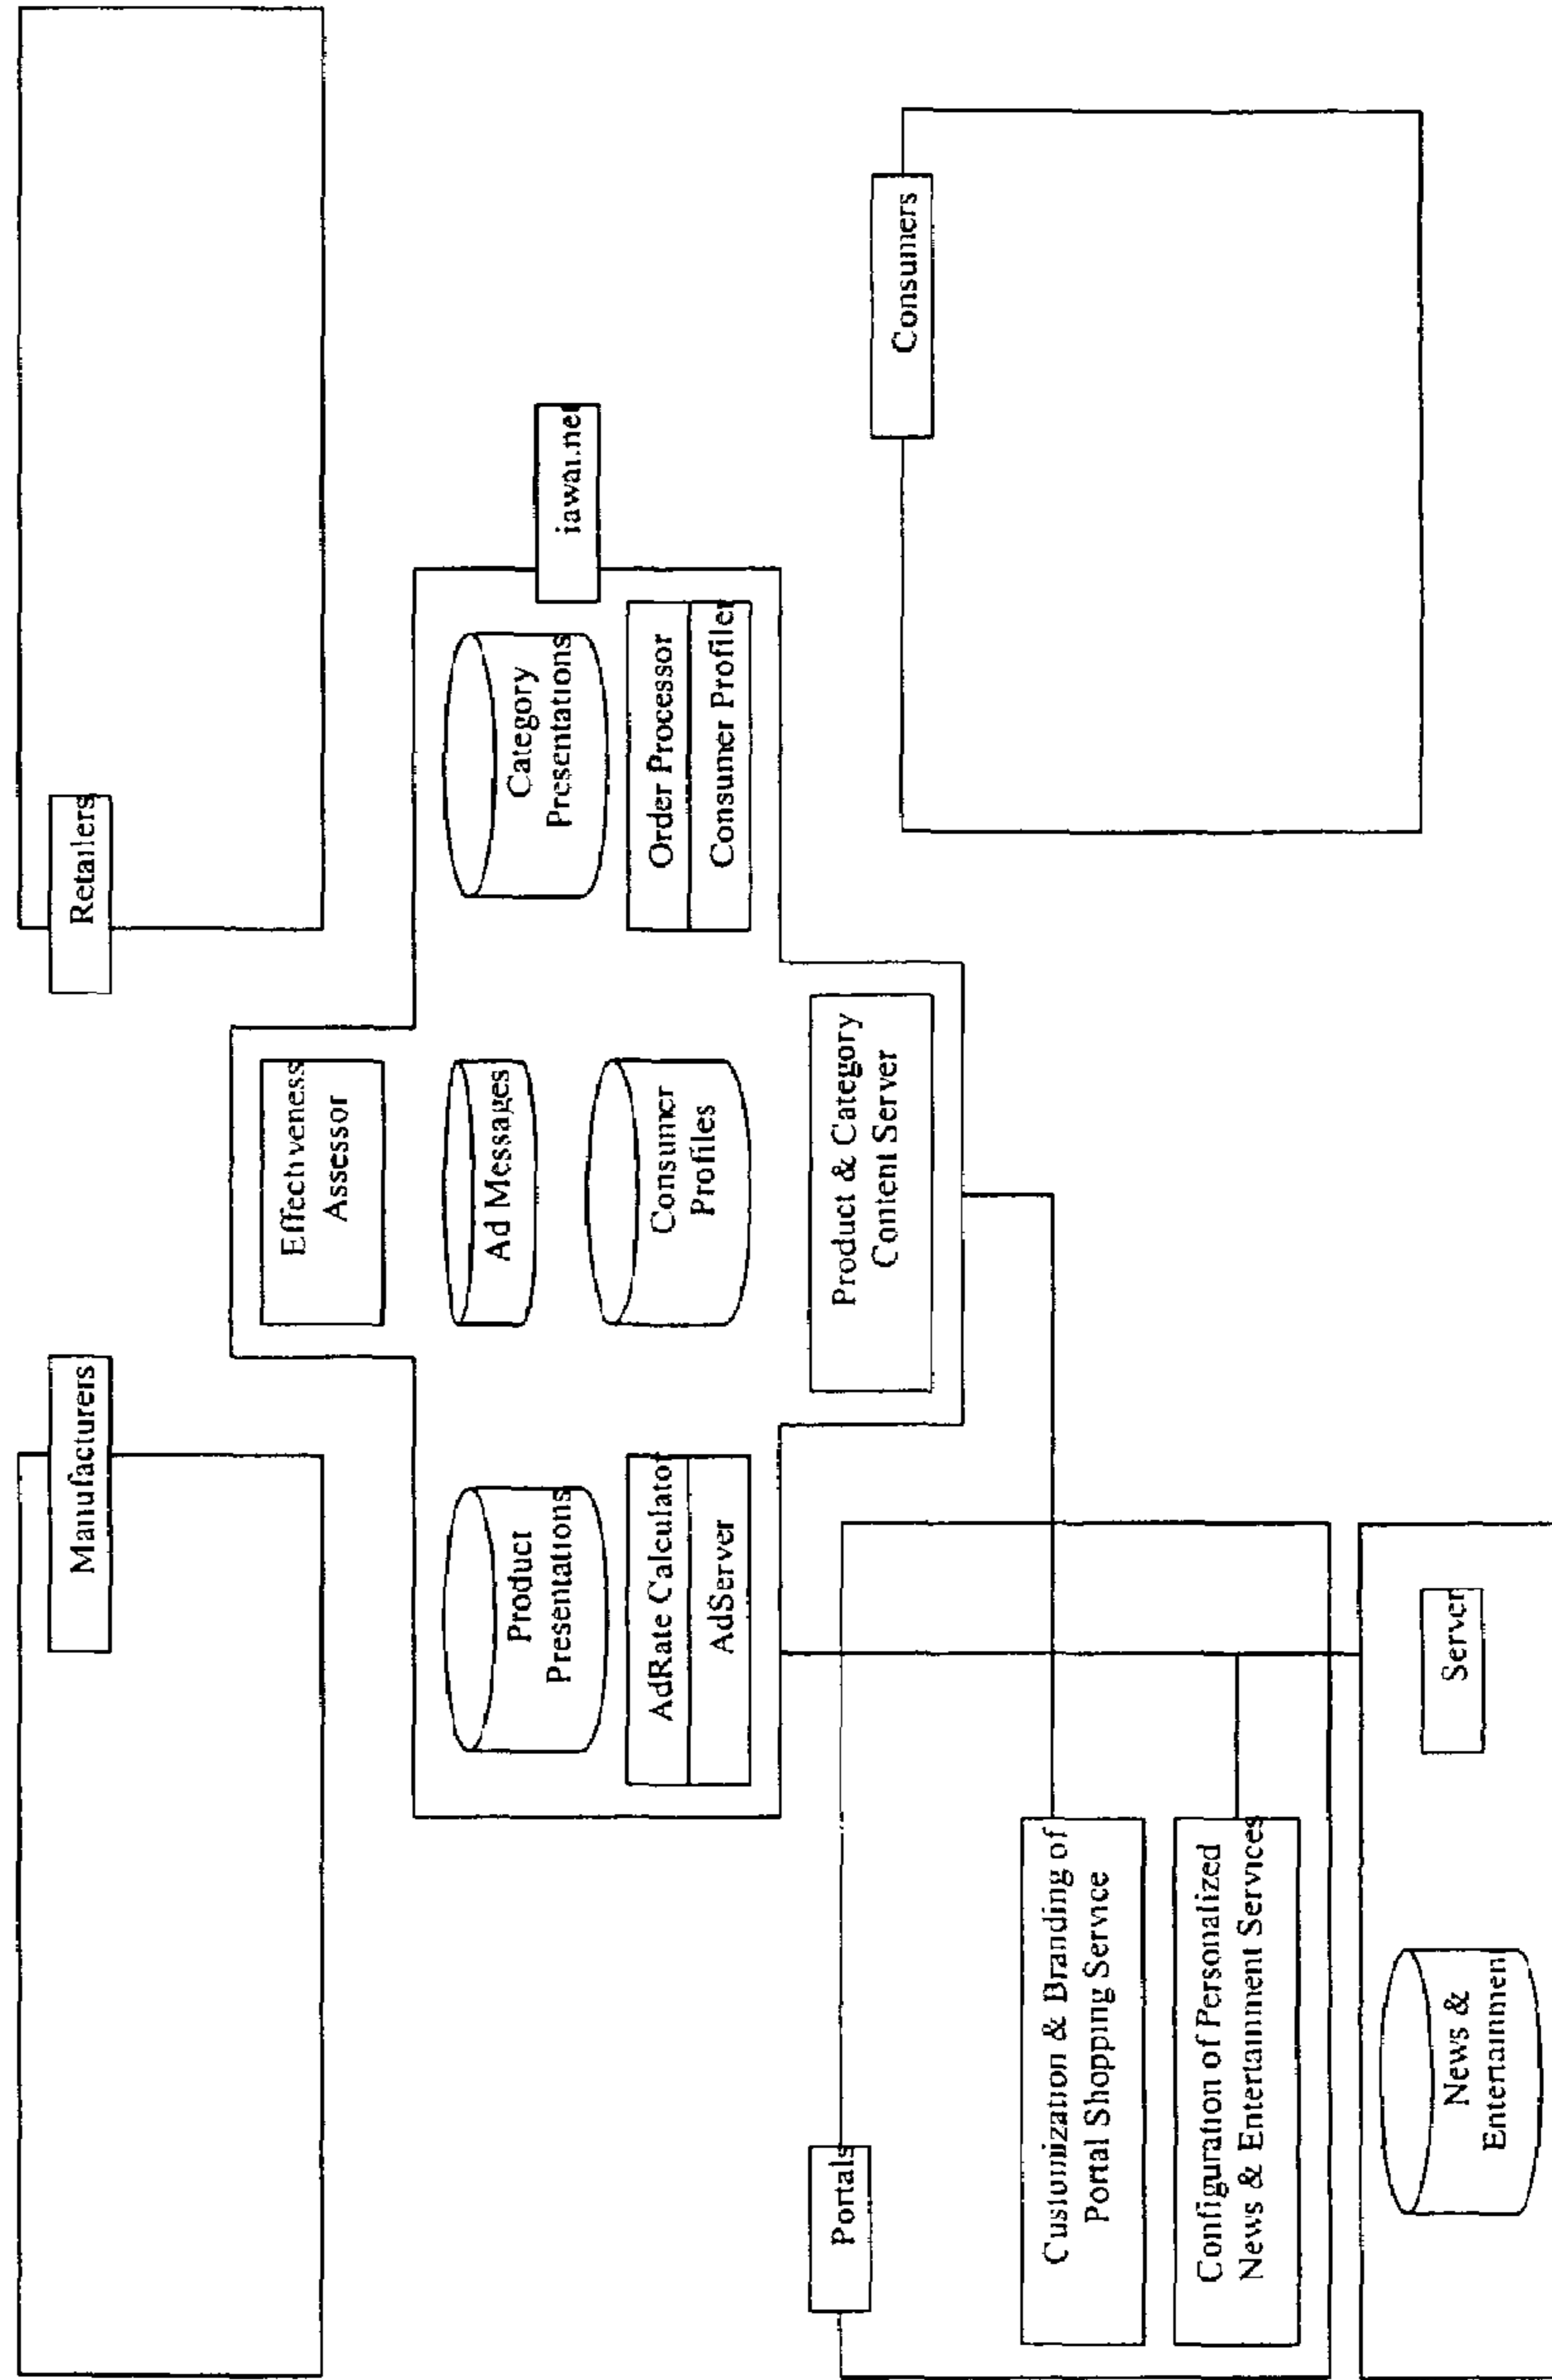 Manufacturers
Retailers
Effectiveness
Assessor
Product
Presentations
Ad Messages
Category
Presentations
AdRate Calculator
AdServer
Consumer
Profiles
Order Processor
Consumer Profiler
Product & Category
Content Server
Portals
Consumers
Customization & Branding of
Portal Shopping Service
Configuration of Personalized
News & Entertainment Services
News &
Entertainmen
Server